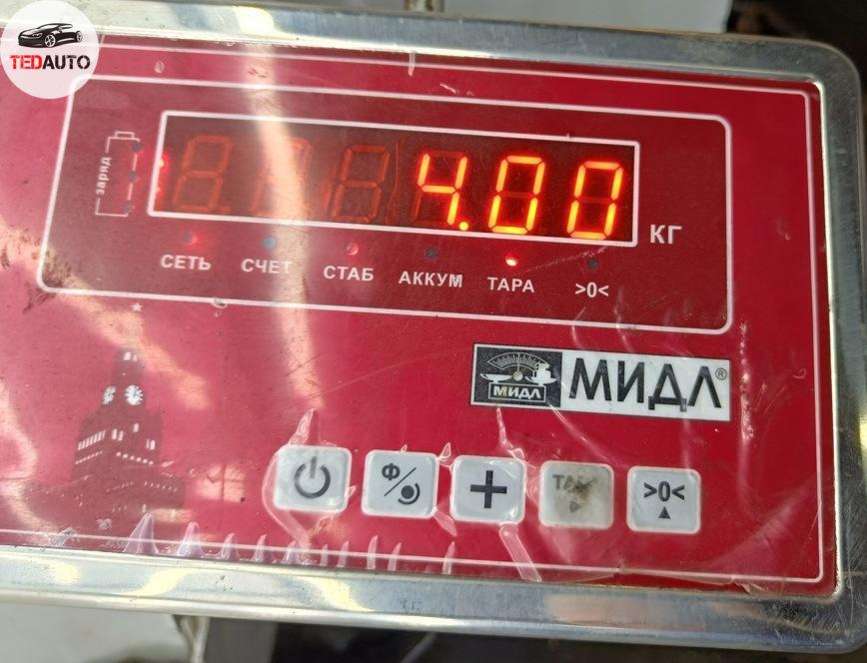 TEDAUTO
заряд
4.00
КГ
СЕТЬ СЧЕТ СТАБ АККУМ ТАРА >0<
МИДЛ
МИДЛ®
Ф
+
>0<